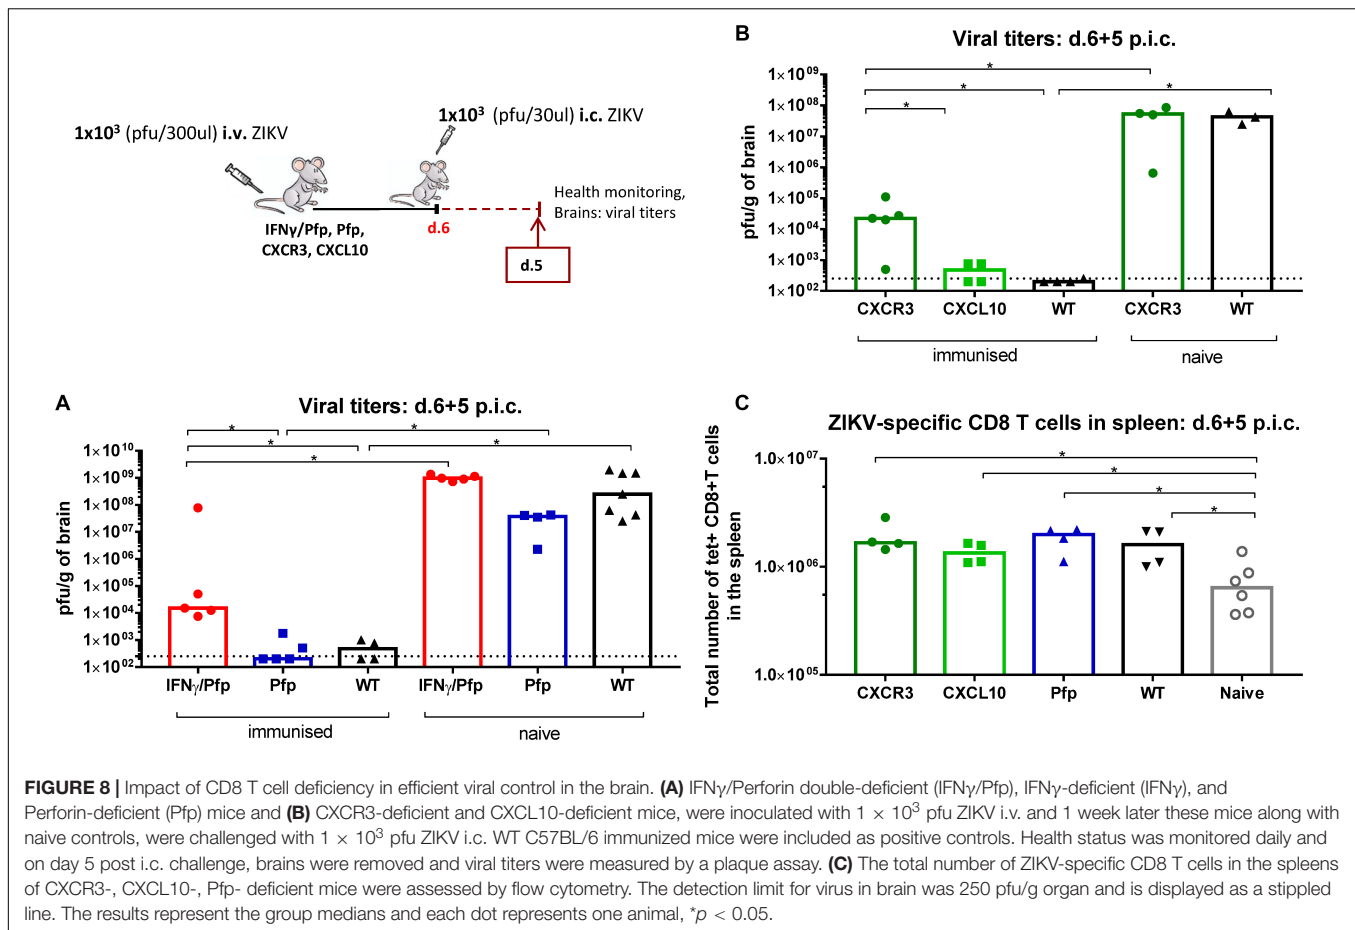 1x10³ (pfu/300ul) i.v. ZIKV
1x10³ (pfu/30ul) i.c. ZIKV
IFNγ/Pfp, Pfp,
CXCR3, CXCL10
d.6
Health monitoring,
Brains: viral titers
d.5
B
Viral titers: d.6+5 p.i.c.
pfu/g of brain
1×10⁰⁹
1×10⁰⁸
1×10⁰⁷
1×10⁰⁶
1×10⁰⁵
1×10⁰⁴
1×10⁰³
1×10⁰²
* * * *
CXCR3 CXCL10 WT CXCR3 WT
immunised naive
A
Viral titers: d.6+5 p.i.c.
pfu/g of brain
1×10¹⁰
1×10⁰⁹
1×10⁰⁸
1×10⁰⁷
1×10⁰⁶
1×10⁰⁵
1×10⁰⁴
1×10⁰³
1×10⁰²
* * * * *
IFNγ/Pfp Pfp WT IFNγ/Pfp Pfp WT
immunised naive
C
ZIKV-specific CD8 T cells in spleen: d.6+5 p.i.c.
Total number of tet+ CD8+T cells
in the spleen
1.0×10⁰⁷
1.0×10⁰⁶
1.0×10⁰⁵
* * * *
CXCR3 CXCL10 Pfp WT Naive
FIGURE 8 | Impact of CD8 T cell deficiency in efficient viral control in the brain. (A) IFNγ/Perforin double-deficient (IFNγ/Pfp), IFNγ-deficient (IFNγ), and
Perforin-deficient (Pfp) mice and (B) CXCR3-deficient and CXCL10-deficient mice, were inoculated with 1 × 10³ pfu ZIKV i.v. and 1 week later these mice along with
naive controls, were challenged with 1 × 10³ pfu ZIKV i.c. WT C57BL/6 immunized mice were included as positive controls. Health status was monitored daily and
on day 5 post i.c. challenge, brains were removed and viral titers were measured by a plaque assay. (C) The total number of ZIKV-specific CD8 T cells in the spleens
of CXCR3-, CXCL10-, Pfp- deficient mice were assessed by flow cytometry. The detection limit for virus in brain was 250 pfu/g organ and is displayed as a stippled
line. The results represent the group medians and each dot represents one animal, *p < 0.05.